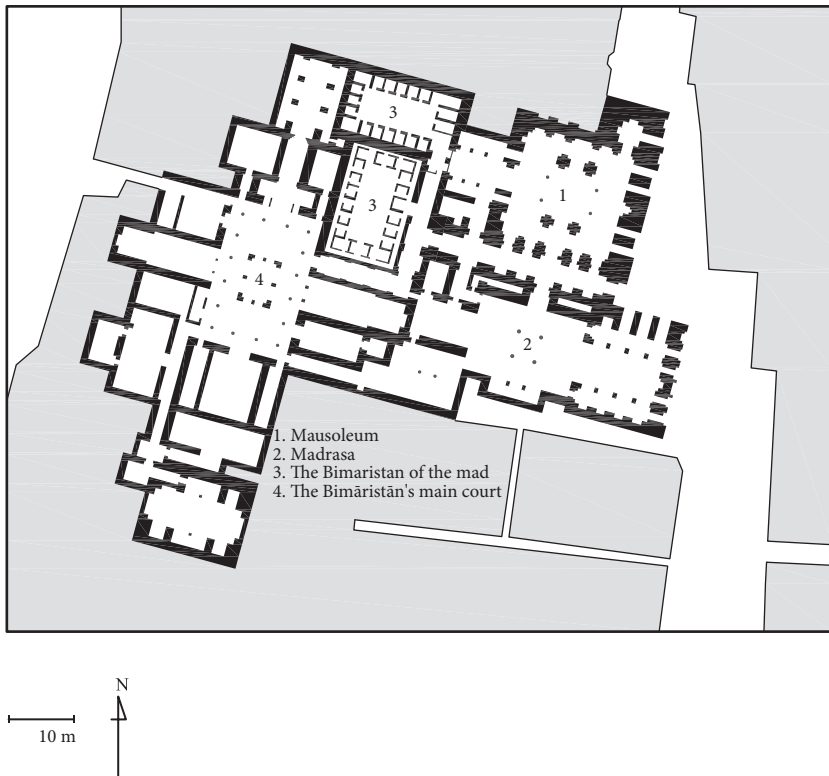 3
3
1
4
2
1. Mausoleum
2. Madrasa
3. The Bimaristan of the mad
4. The Bimāristān's main court
N
10 m